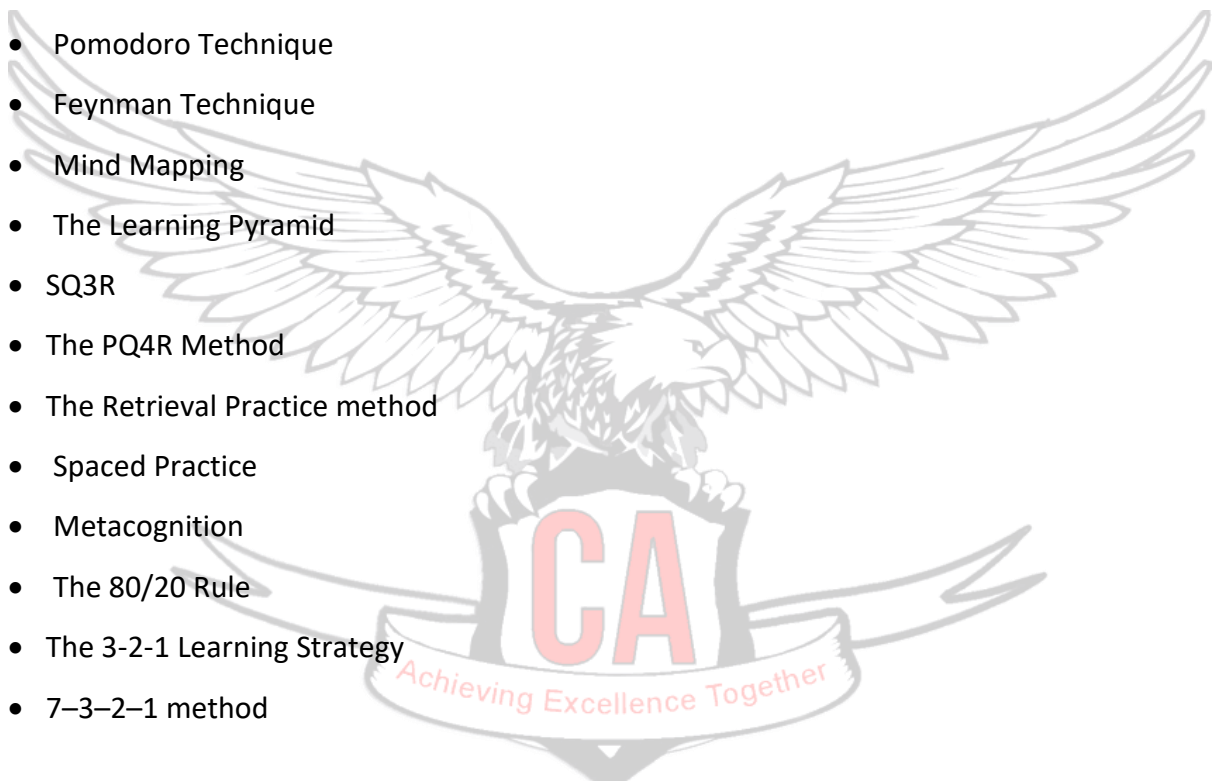 • Pomodoro Technique
• Feynman Technique
• Mind Mapping
• The Learning Pyramid
• SQ3R
• The PQ4R Method
• The Retrieval Practice method
• Spaced Practice
• Metacognition
• The 80/20 Rule
• The 3-2-1 Learning Strategy
• 7–3–2–1 method
CA
Achieving Excellence Together